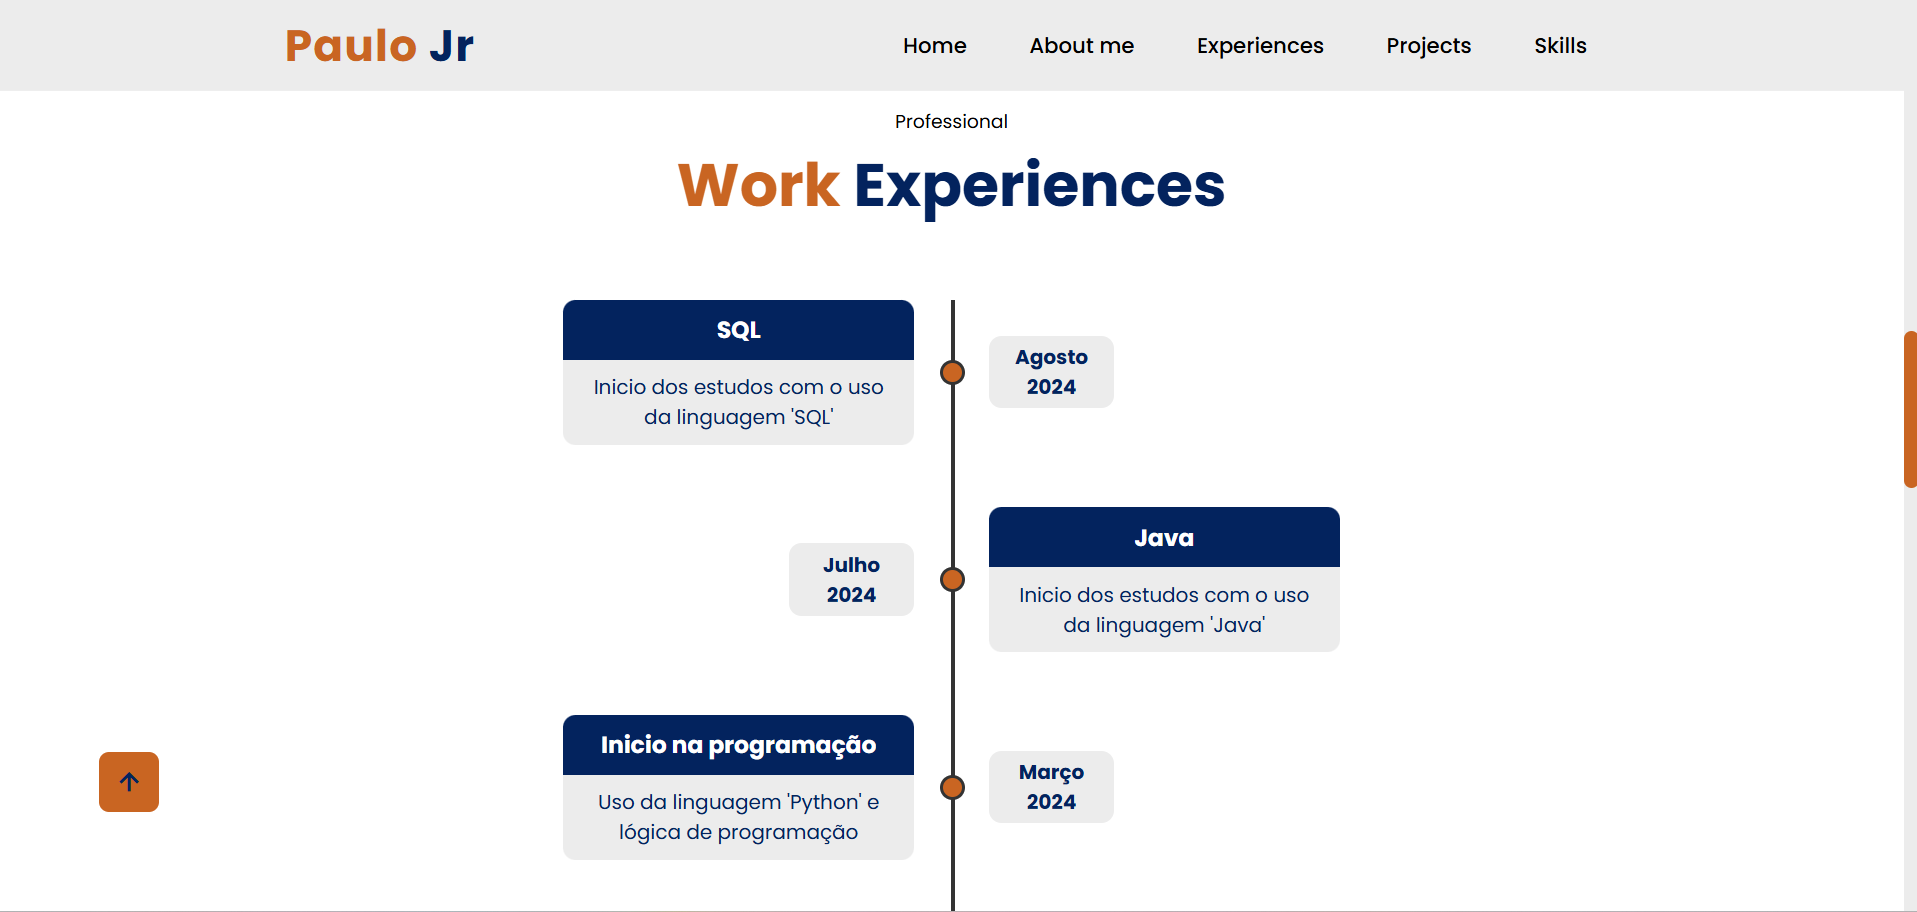 Paulo Jr
Home
About me
Experiences
Projects
Skills
Professional
Work Experiences
SQL
Inicio dos estudos com o uso
da linguagem 'SQL'
Agosto
2024
Julho
2024
Java
Inicio dos estudos com o uso
da linguagem 'Java'
Inicio na programação
Uso da linguagem 'Python' e
lógica de programação
Março
2024